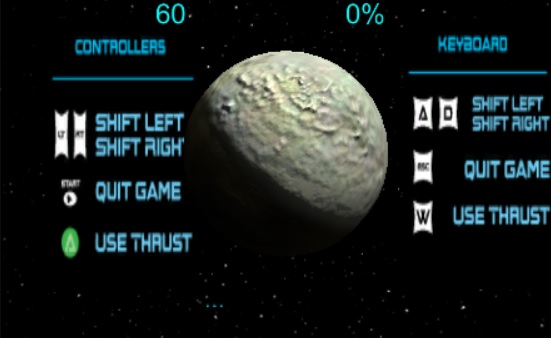 60 0%
CONTROLLERS
LT RT SHIFT LEFT
SHIFT RIGH
START QUIT GAME
A USE THRUST
...
KEYBOARD
A D SHIFT LEFT
SHIFT RIGHT
ESC QUIT GAME
W USE THRUST